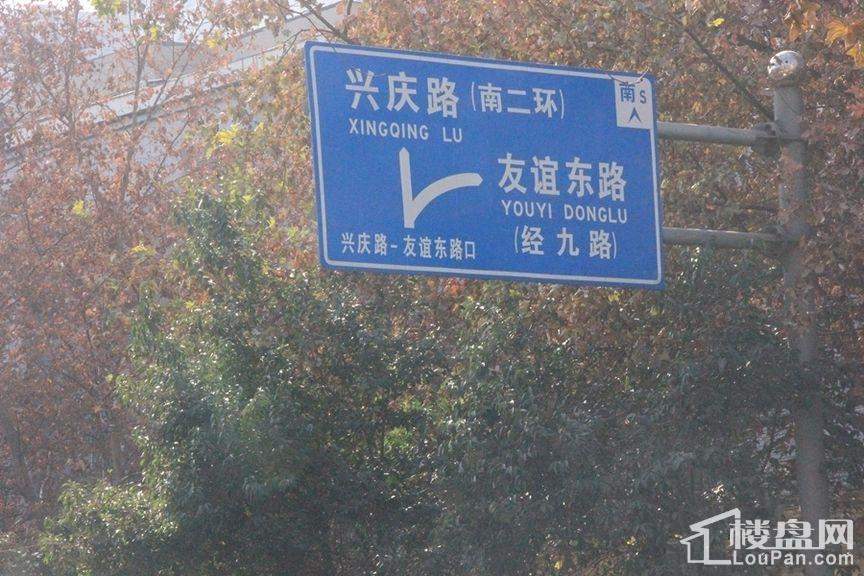 兴庆路(南二环)
XINGQING LU
南 S
友谊东路
YOUYI DONGLU
(经九路)
兴庆路-友谊东路口
楼盘网
LouPan.com